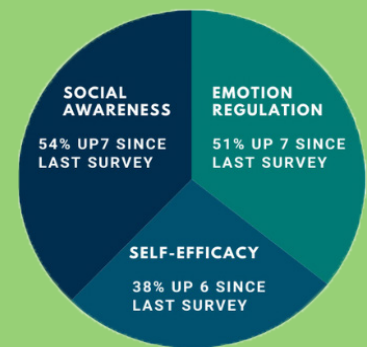 SOCIAL
AWARENESS
54% UP7 SINCE
LAST SURVEY
EMOTION
REGULATION
51% UP 7 SINCE
LAST SURVEY
SELF-EFFICACY
38% UP 6 SINCE
LAST SURVEY